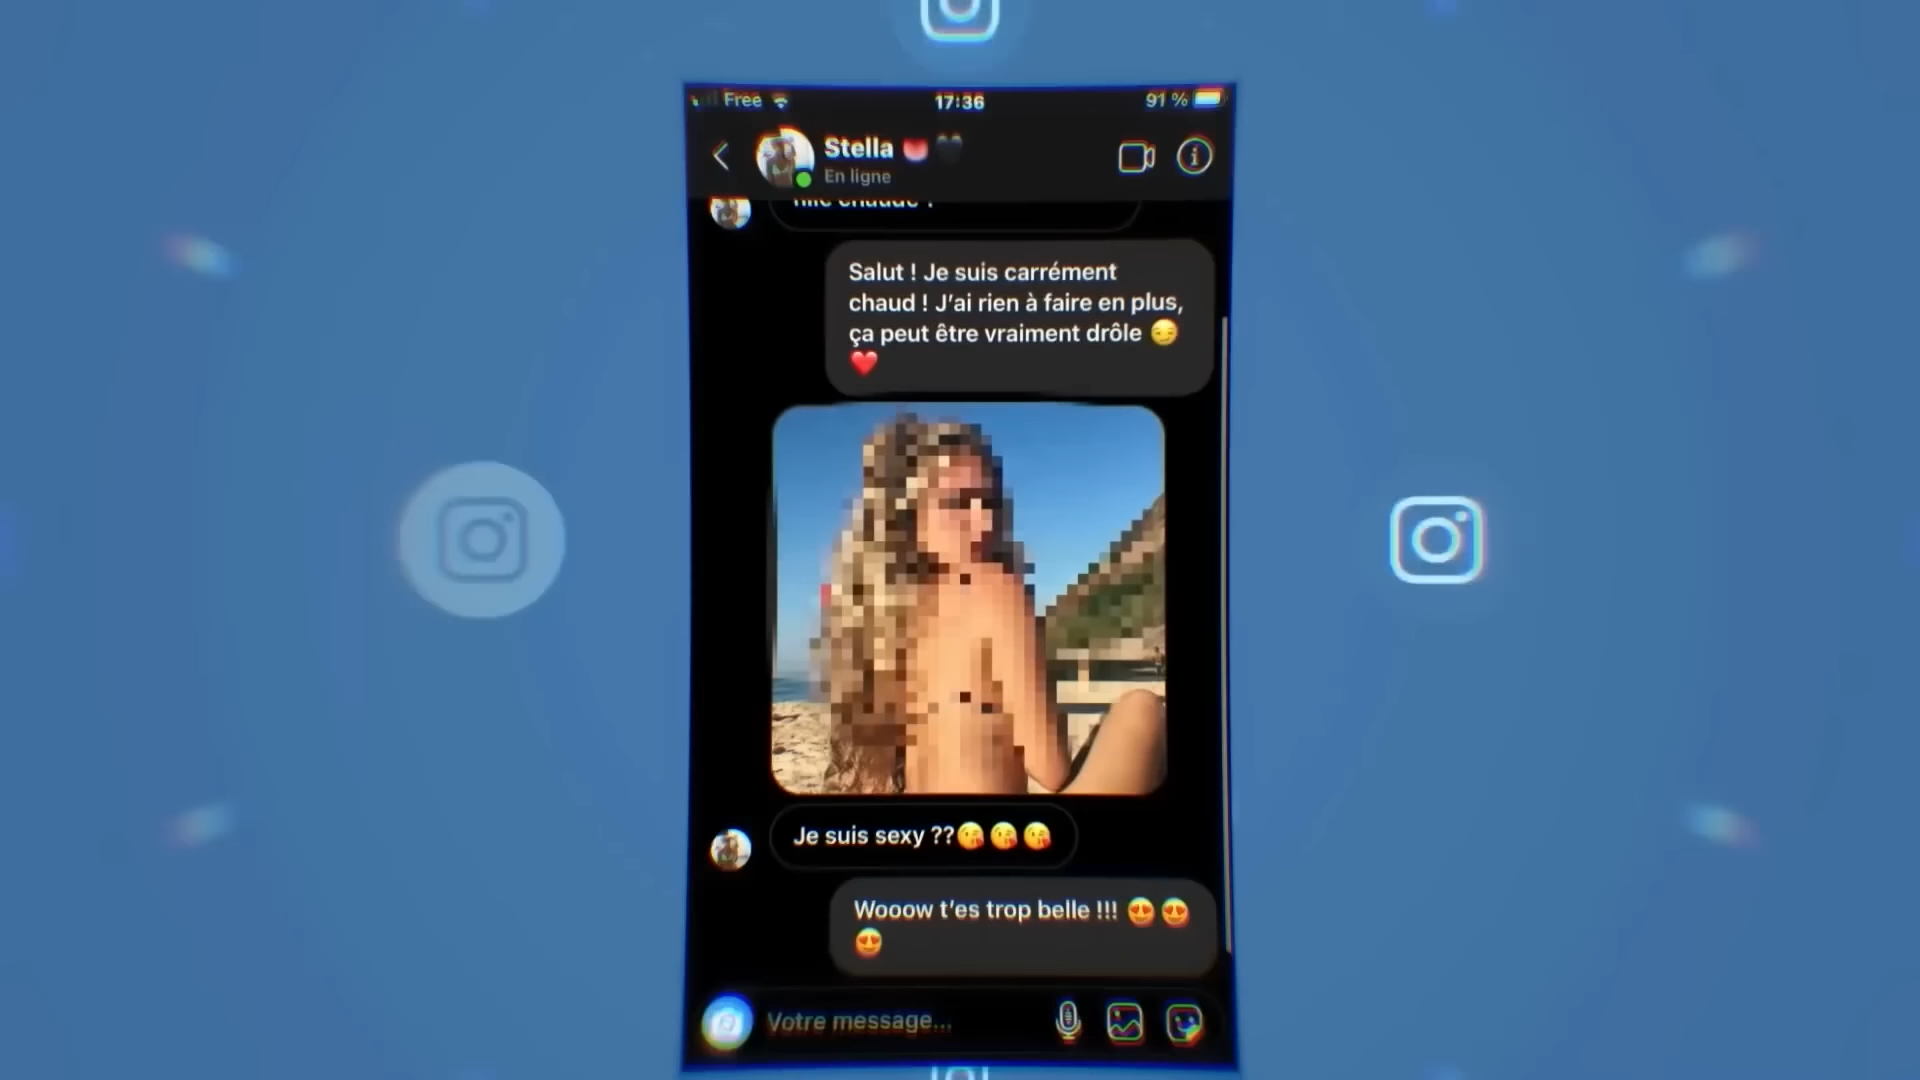 Free
17:36
91 %
Stella
En ligne
Salut ! Je suis carrément
chaud ! J'ai rien à faire en plus,
ça peut être vraiment drôle 😏
❤️
Je suis sexy ??😘😘😘
Wooow t'es trop belle !!! 😍😍
😍
Votre message...